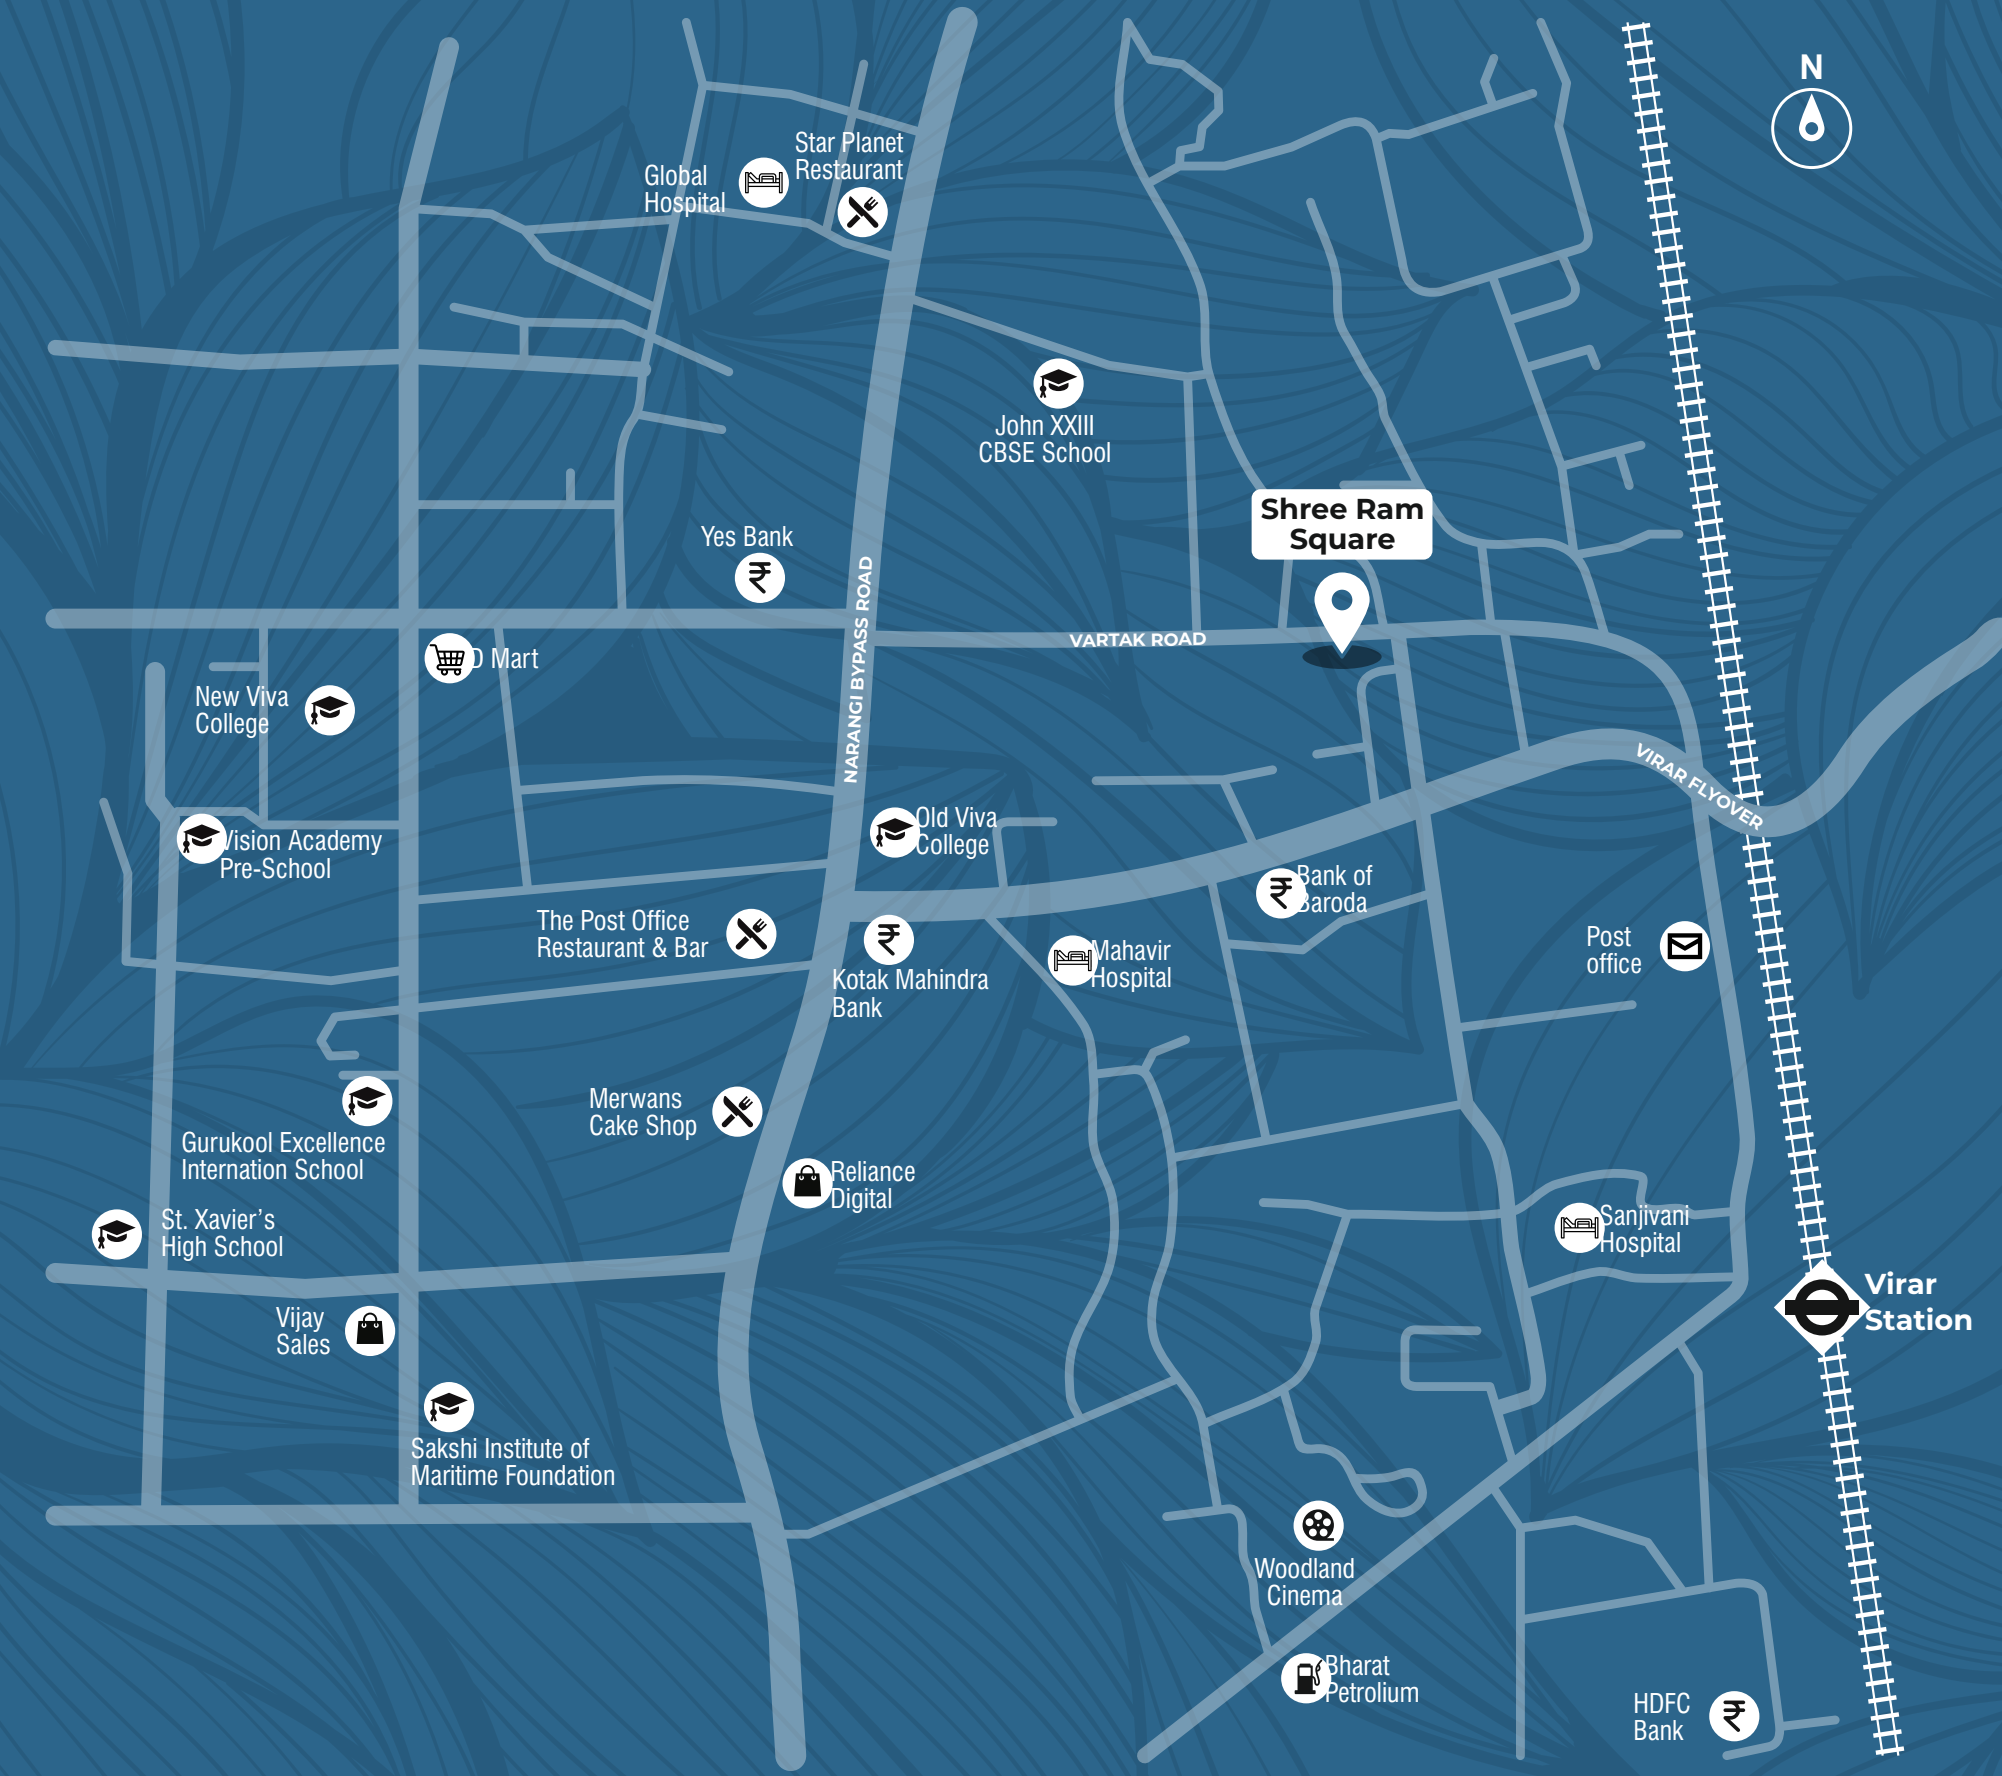 N
Star Planet
Restaurant
Global
Hospital
John XXIII
CBSE School
Shree Ram
Square
Yes Bank
₹
NARANGI BYPASS ROAD
VARTAK ROAD
D Mart
New Viva
College
VIRAR FLYOVER
Old Viva
College
Vision Academy
Pre-School
₹
Bank of
Baroda
The Post Office
Restaurant & Bar
₹
Kotak Mahindra
Bank
Mahavir
Hospital
Post
office
Merwans
Cake Shop
Gurukool Excellence
Internation School
Reliance
Digital
St. Xavier's
High School
Sanjivani
Hospital
Virar
Station
Vijay
Sales
Sakshi Institute of
Maritime Foundation
Woodland
Cinema
Bharat
Petrolium
HDFC
Bank
₹